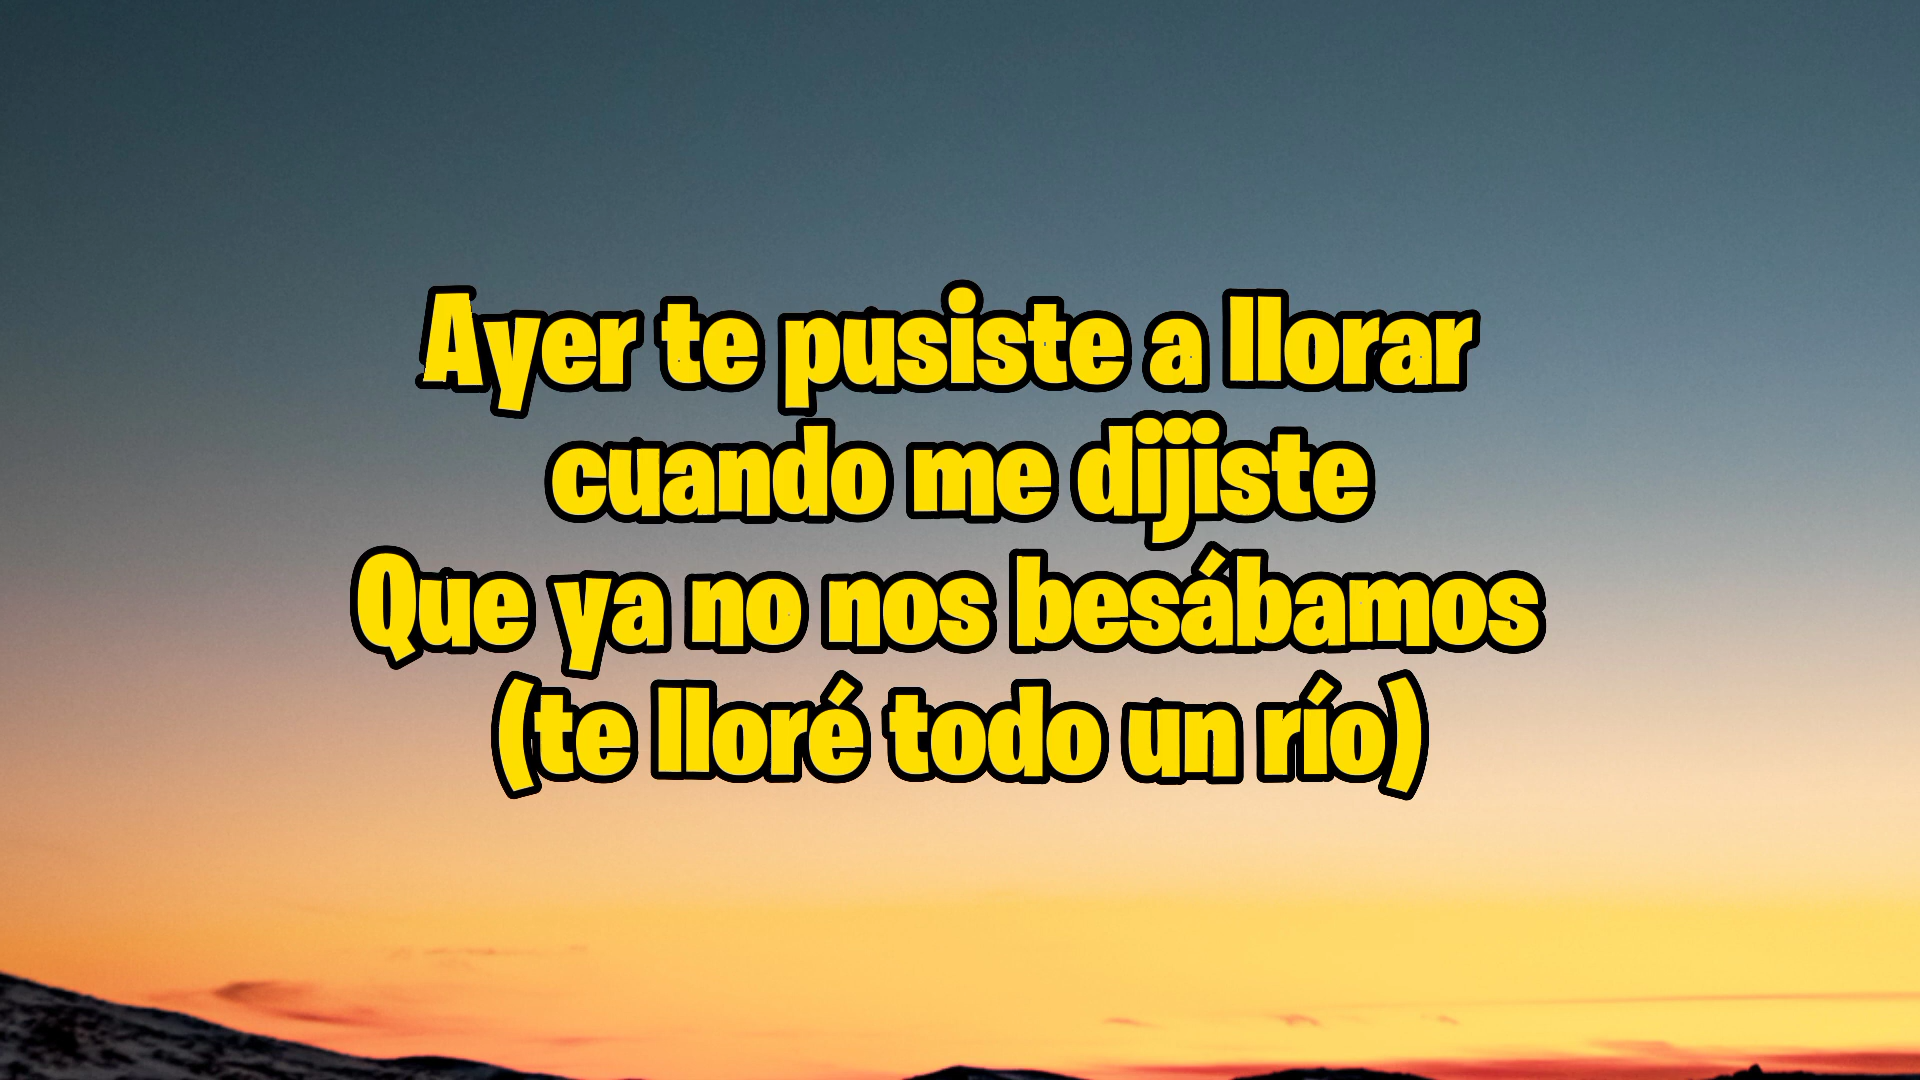 Ayer te pusiste a llorar
cuando me dijiste
Que ya no nos besábamos
(te lloré todo un río)